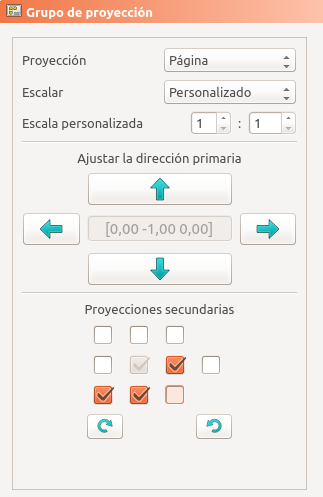 Grupo de proyección
Proyección Página
Escalar Personalizado
Escala personalizada 1 : 1
Ajustar la dirección primaria
[0,00 -1,00 0,00]
Proyecciones secundarias